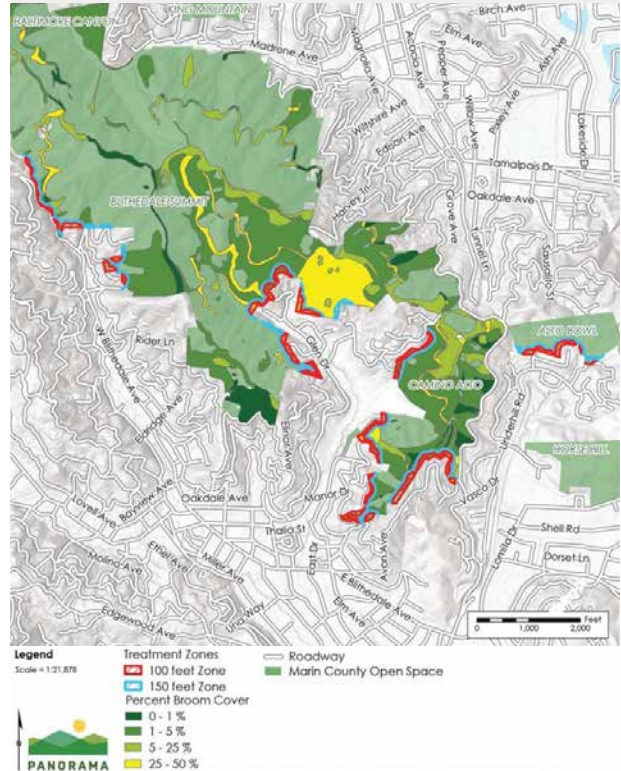 BALTIMORE CANYON
KING MOUNTAIN
Birch Ave
Elm Ave
Madrone Ave
Magnolia Ave
Acacia Ave
Pepper Ave
Ash Ave
Willow Ave
Lakeside Dr
Wiltshire Ave
Edison Ave
Tamalpais Dr
BLITHEDALE SUMMIT
Harvey Trl
Oakdale Ave
Grove Ave
Tunnel Ln
Sausalito St
ALTO BOWL
Rider Ln
Glen Dr
W Blithedale Ave
CAMINO ALTO
Underhill Rd
Eldridge Ave
Elinor Ave
HORSE HILL
Lovell Ave
Bayview Ave
Oakdale Ave
Manor Dr
Vasco Dr
Thalia St
Shell Rd
Ethel Ave
Miller Ave
East Dr
Avon Ave
Lomita Dr
Dorset Ln
Molino Ave
E Blithedale Ave
Elm Ave
Edgewood Ave
Una Way
Feet
0 1,000 2,000
Legend
Scale = 1:21,878
Treatment Zones
100 feet Zone
150 feet Zone
Percent Broom Cover
0 - 1 %
1 - 5 %
5 - 25 %
25 - 50 %
Roadway
Marin County Open Space
PANORAMA